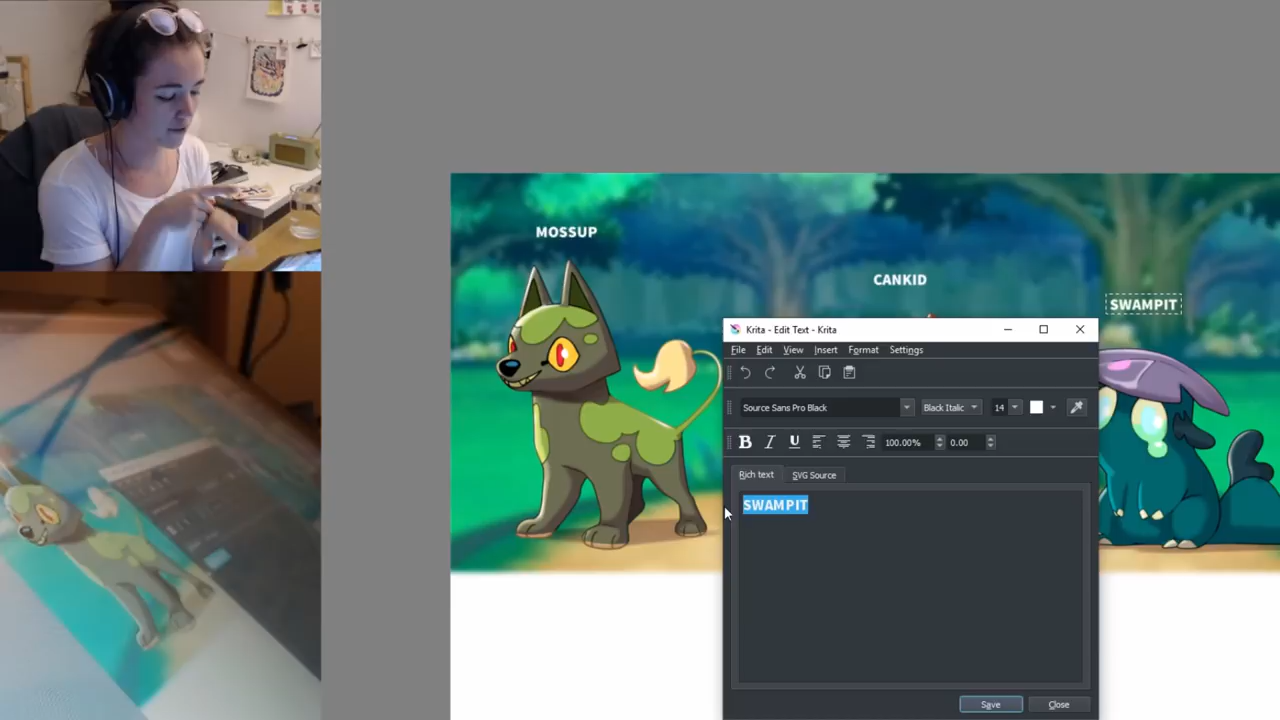 MOSSUP
CANKID
SWAMPIT
Krita - Edit Text - Krita
File Edit View Insert Format Settings
Source Sans Pro Black Black Italic 14
B I U 100.00% 0.00
Rich text SVG Source
SWAMPIT
Save Close